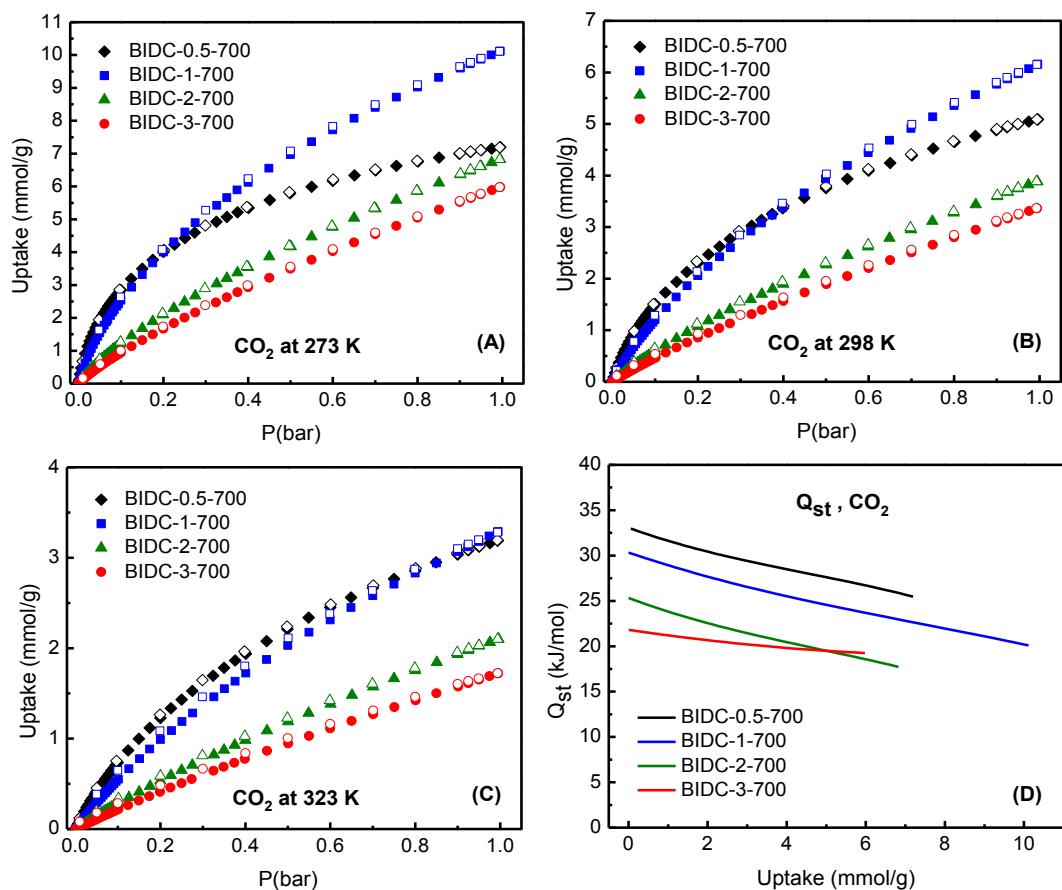 11
10
9
8
7
6
5
4
3
2
1
0
Uptake (mmol/g)
BIDC-0.5-700
BIDC-1-700
BIDC-2-700
BIDC-3-700
CO2 at 273 K
(A)
0.0 0.2 0.4 0.6 0.8 1.0
P(bar)
7
6
5
4
3
2
1
0
Uptake (mmol/g)
BIDC-0.5-700
BIDC-1-700
BIDC-2-700
BIDC-3-700
CO2 at 298 K
(B)
0.0 0.2 0.4 0.6 0.8 1.0
P(bar)
4
3
2
1
0
Uptake (mmol/g)
BIDC-0.5-700
BIDC-1-700
BIDC-2-700
BIDC-3-700
CO2 at 323 K
(C)
0.0 0.2 0.4 0.6 0.8 1.0
P(bar)
40
35
30
25
20
15
10
5
0
Qst (kJ/mol)
Qst , CO2
BIDC-0.5-700
BIDC-1-700
BIDC-2-700
BIDC-3-700
(D)
0 2 4 6 8 10
Uptake (mmol/g)